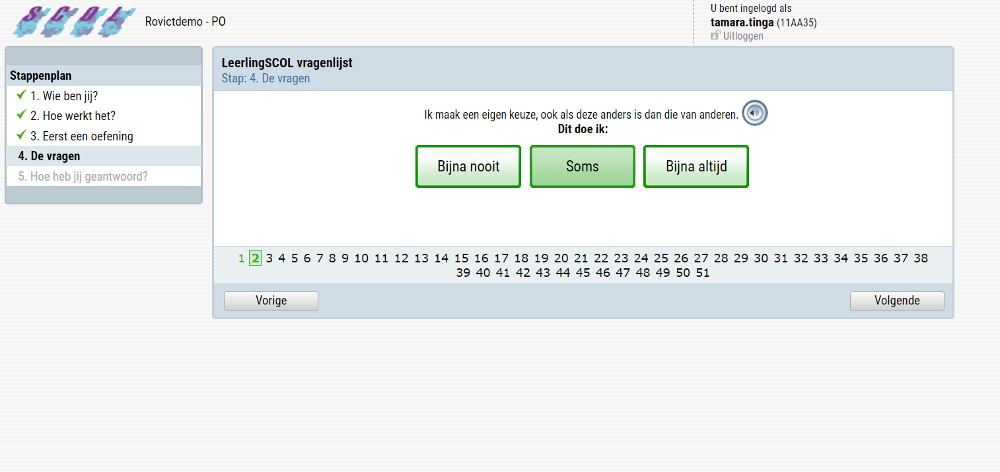 SCOL
Rovictdemo - PO
U bent ingelogd als
tamara.tinga (11AA35)
Uitloggen
Stappenplan
1. Wie ben jij?
2. Hoe werkt het?
3. Eerst een oefening
4. De vragen
5. Hoe heb jij geantwoord?
LeerlingSCOL vragenlijst
Stap: 4. De vragen
Ik maak een eigen keuze, ook als deze anders is dan die van anderen.
Dit doe ik:
Bijna nooit Soms Bijna altijd
1 2 3 4 5 6 7 8 9 10 11 12 13 14 15 16 17 18 19 20 21 22 23 24 25 26 27 28 29 30 31 32 33 34 35 36 37 38
39 40 41 42 43 44 45 46 47 48 49 50 51
Vorige Volgende